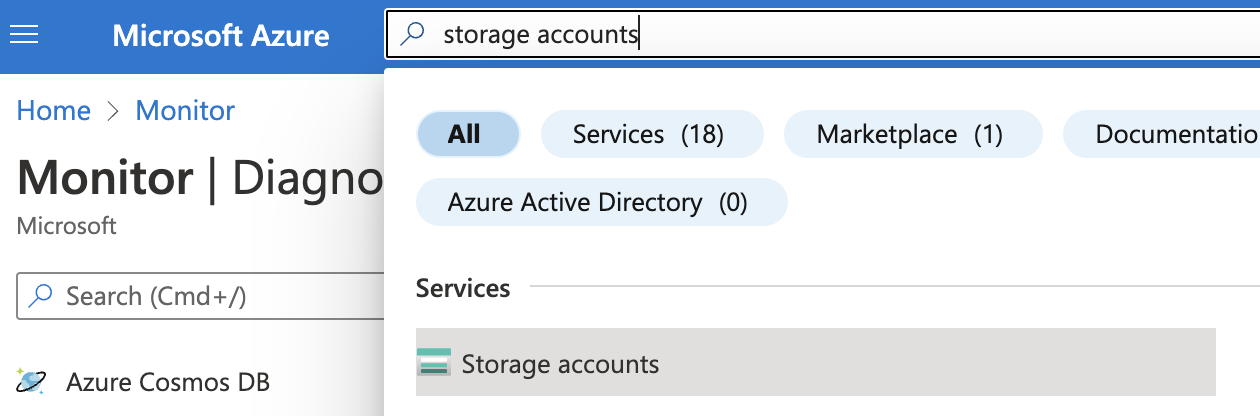 Microsoft Azure
storage accounts
Home > Monitor
All
Services (18)
Marketplace (1)
Documentatio
Monitor | Diagno
Azure Active Directory (0)
Microsoft
Search (Cmd+/)
Services
Storage accounts
Azure Cosmos DB